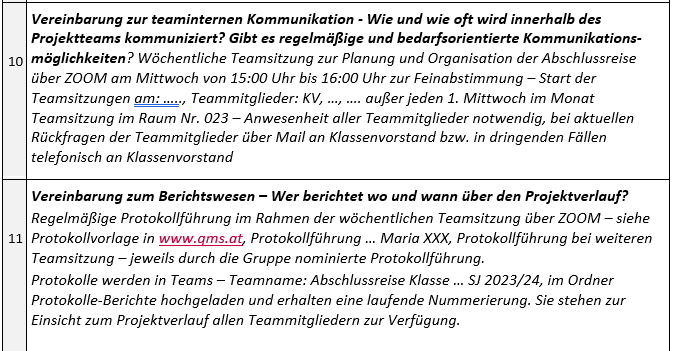 Vereinbarung zur teaminternen Kommunikation - Wie und wie oft wird innerhalb des
Projektteams kommuniziert? Gibt es regelmäßige und bedarfsorientierte Kommunikations-
10 möglichkeiten? Wöchentliche Teamsitzung zur Planung und Organisation der Abschlussreise
über ZOOM am Mittwoch von 15:00 Uhr bis 16:00 Uhr zur Feinabstimmung – Start der
Teamsitzungen am: ….., Teammitglieder: KV, …, …. außer jeden 1. Mittwoch im Monat
Teamsitzung im Raum Nr. 023 – Anwesenheit aller Teammitglieder notwendig, bei aktuellen
Rückfragen der Teammitglieder über Mail an Klassenvorstand bzw. in dringenden Fällen
telefonisch an Klassenvorstand
Vereinbarung zum Berichtswesen – Wer berichtet wo und wann über den Projektverlauf?
Regelmäßige Protokollführung im Rahmen der wöchentlichen Teamsitzung über ZOOM – siehe
11 Protokollvorlage in www.qms.at, Protokollführung … Maria XXX, Protokollführung bei weiteren
Teamsitzung – jeweils durch die Gruppe nominierte Protokollführung.
Protokolle werden in Teams – Teamname: Abschlussreise Klasse … SJ 2023/24, im Ordner
Protokolle-Berichte hochgeladen und erhalten eine laufende Nummerierung. Sie stehen zur
Einsicht zum Projektverlauf allen Teammitgliedern zur Verfügung.